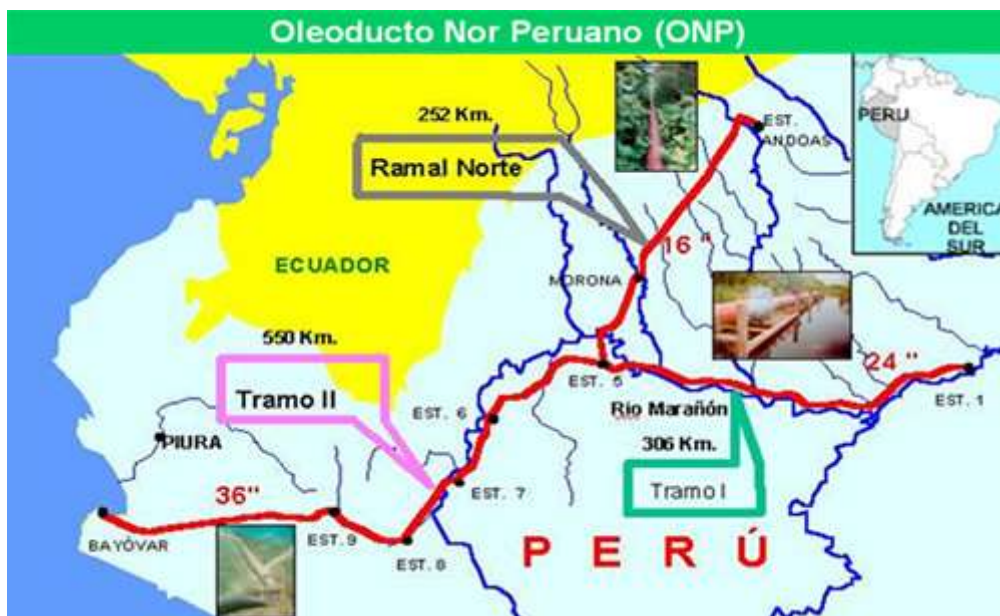 Oleoducto Nor Peruano (ONP)
252 Km.
Ramal Norte
EST.
ANDOAS
PERU
AMERICA
DEL
SUR
ECUADOR
16 "
MORONA
550 Km.
Tramo II
24 "
EST. 5
EST. 1
Río Marañón
EST. 6
306 Km.
PIURA
Tramo I
36"
EST. 7
BAYÓVAR
EST. 9
EST. 8
PERÚ